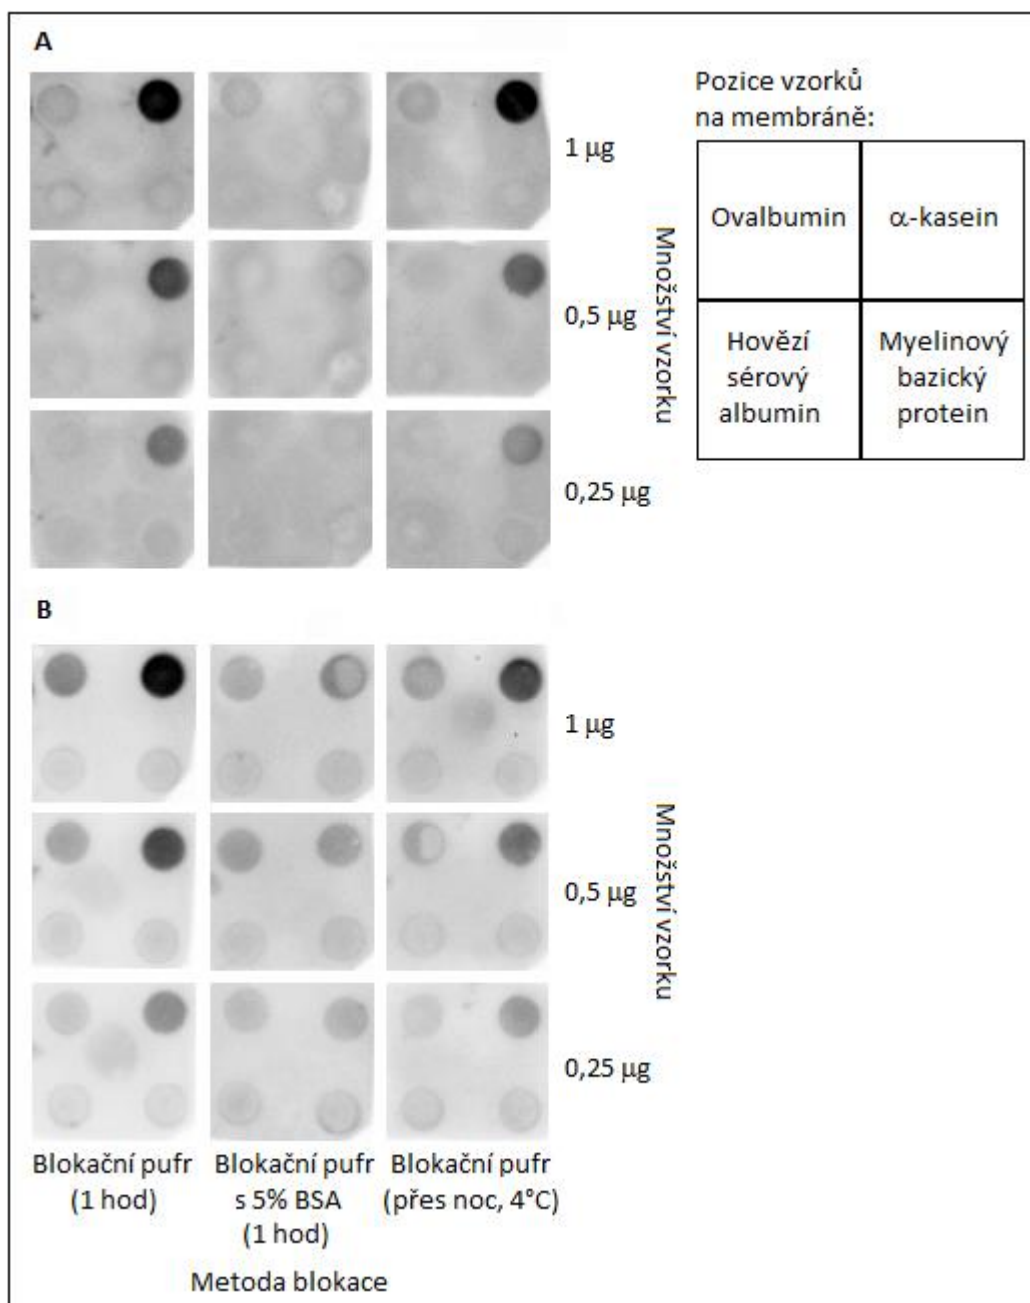 A
Pozice vzorků
na membráně:
1 μg
Ovalbumin
α-kasein
0,5 μg
Množství vzorku
Hovězí
sérový
albumin
Myelinový
bazický
protein
0,25 μg
B
1 μg
0,5 μg
Množství vzorku
0,25 μg
Blokační pufr
(1 hod)
Blokační pufr
s 5% BSA
(1 hod)
Blokační pufr
(přes noc, 4°C)
Metoda blokace